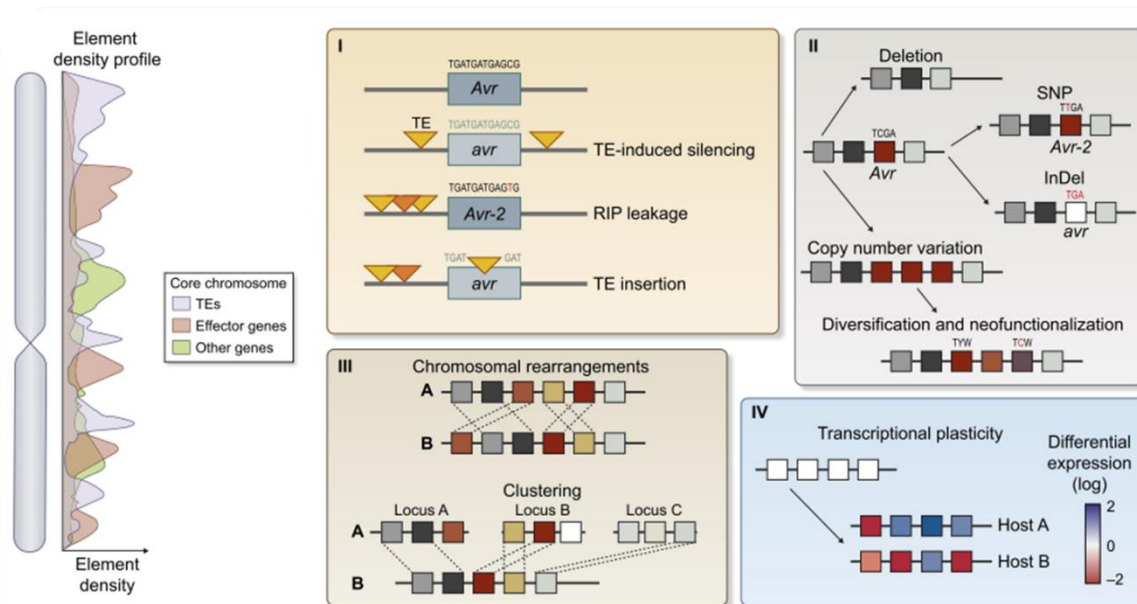 Element
density profile
Core chromosome
TEs
Effector genes
Other genes
Element
density
I
TGATGATGAGCG
Avr
TE
TGATGATGAGCG
avr
TE-induced silencing
TGATGATGAGTG
Avr-2
RIP leakage
TGAT GAT
avr
TE insertion
II
Deletion
SNP
TTGA
Avr-2
TCGA
Avr
InDel
TGA
avr
Copy number variation
Diversification and neofunctionalization
TYW TCW
III
Chromosomal rearrangements
A
B
Clustering
Locus A Locus B Locus C
A
B
IV
Transcriptional plasticity
Differential
expression
(log)
2
0
−2
Host A
Host B